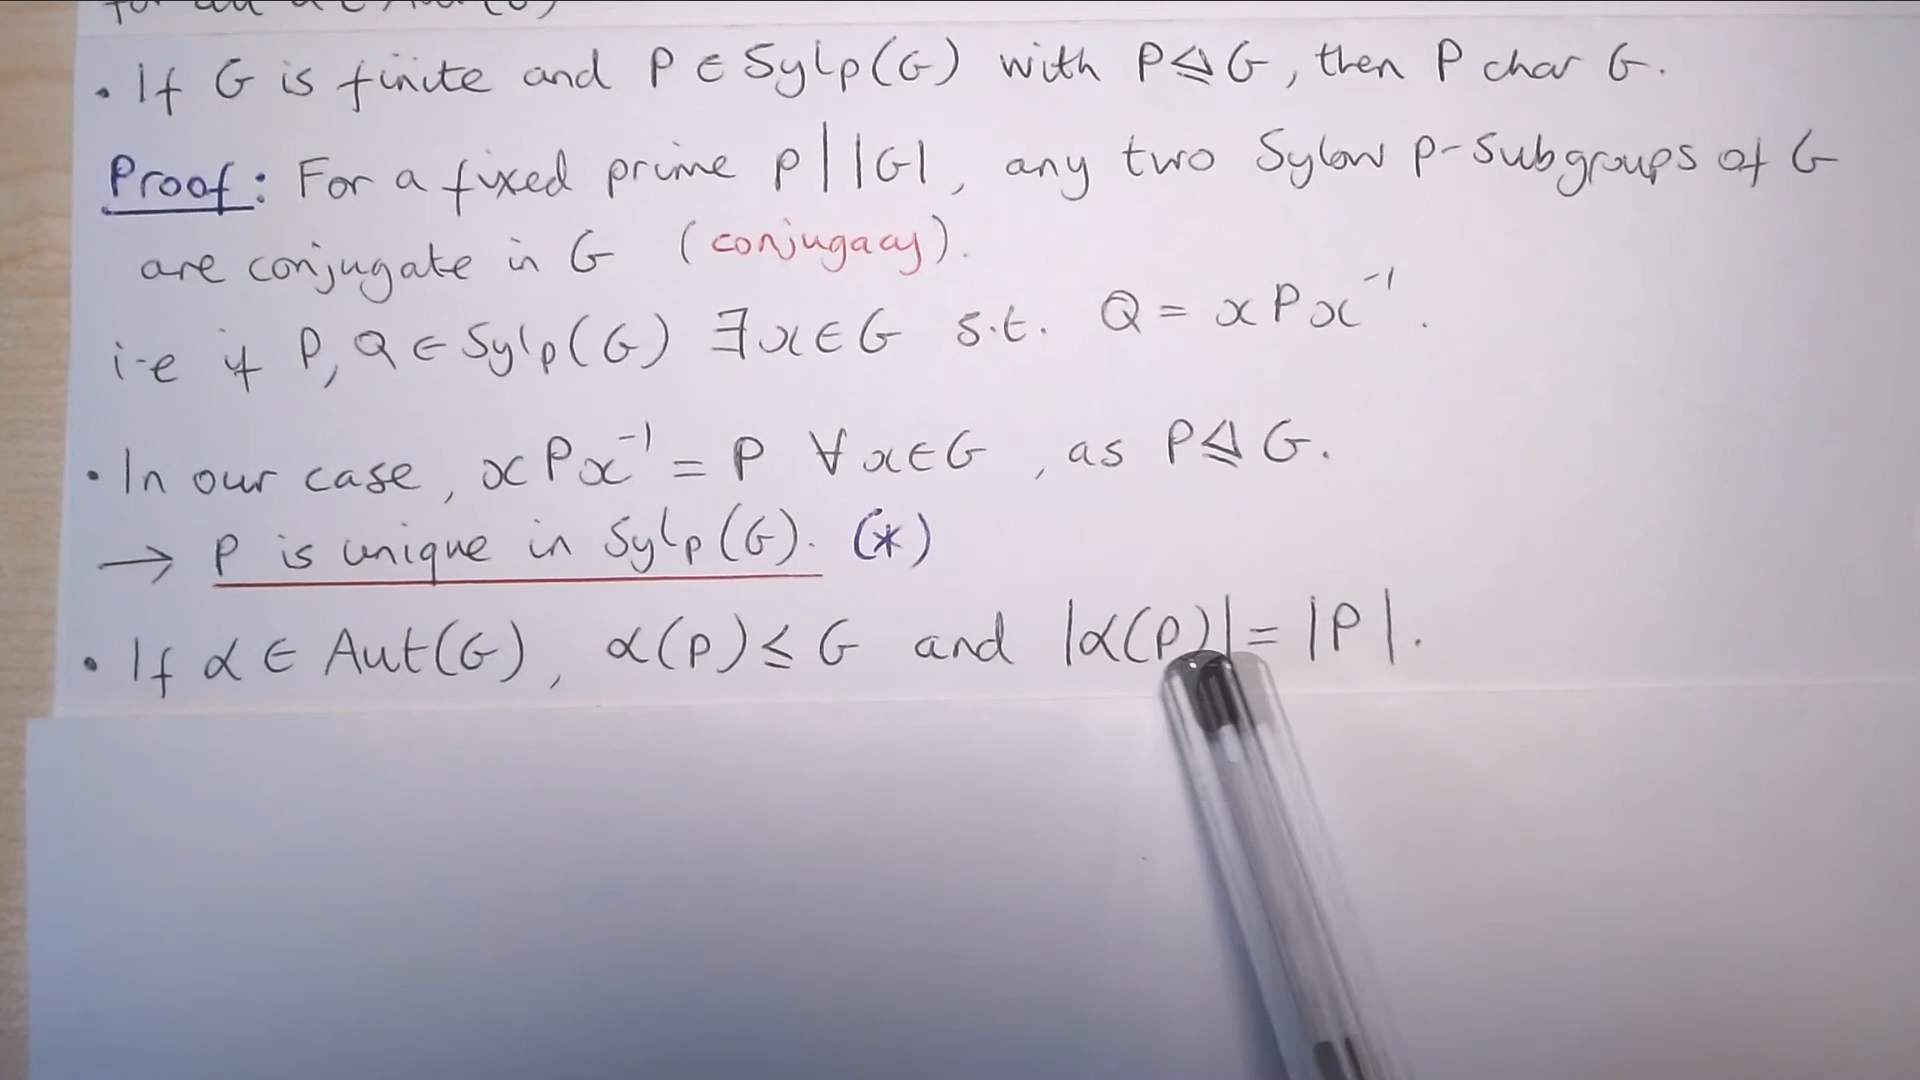 • If G is finite and P ∈ Sylp(G) with P ⊴ G, then P char G.
Proof: For a fixed prime p | |G|, any two Sylow p-subgroups of G
are conjugate in G (conjugacy).
i.e if P, Q ∈ Sylp(G) ∃x∈G s.t. Q = xPx⁻¹.
• In our case, xPx⁻¹ = P ∀x∈G, as P ⊴ G.
→ P is unique in Sylp(G). (*)
• If α ∈ Aut(G), α(P) ≤ G and |α(P)| = |P|.